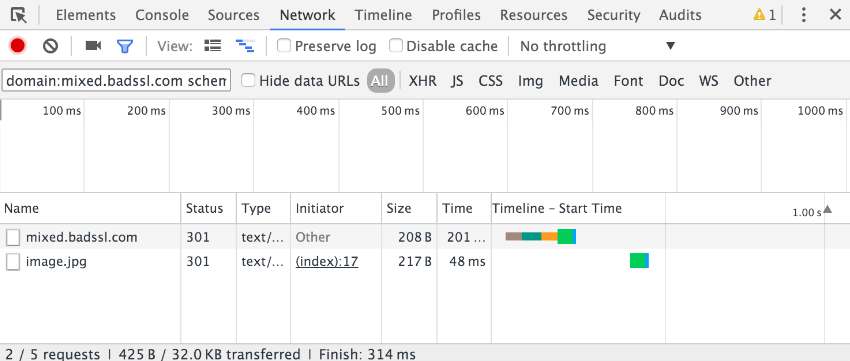 Elements Console Sources Network Timeline Profiles Resources Security Audits 1
View: Preserve log Disable cache No throttling
domain:mixed.badssl.com schem Hide data URLs All XHR JS CSS Img Media Font Doc WS Other
100 ms 200 ms 300 ms 400 ms 500 ms 600 ms 700 ms 800 ms 900 ms 1000 ms
Name Status Type Initiator Size Time Timeline – Start Time 1.00 s
mixed.badssl.com 301 text/... Other 208 B 201 ...
image.jpg 301 text/... (index):17 217 B 48 ms
2 / 5 requests | 425 B / 32.0 KB transferred | Finish: 314 ms